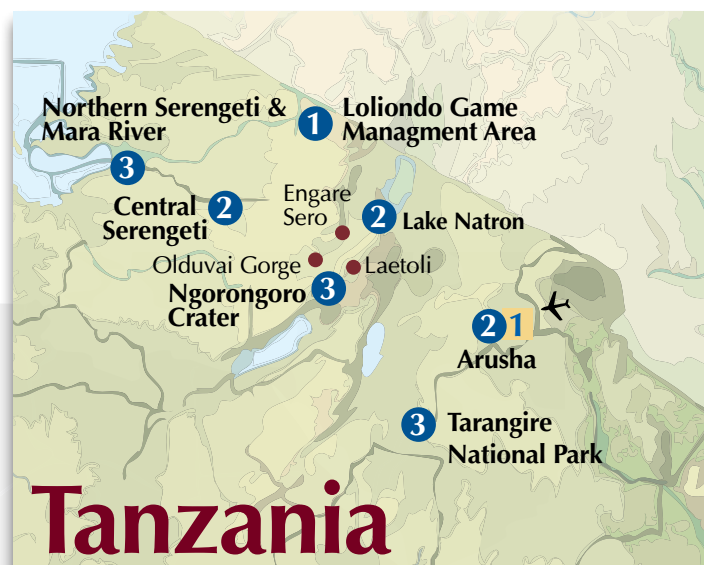 Northern Serengeti &
Mara River
3
1
Loliondo Game
Managment Area
Central
Serengeti
2
Engare
Sero
2
Lake Natron
Olduvai Gorge
Laetoli
Ngorongoro
Crater
3
2 1
Arusha
3
Tarangire
National Park
Tanzania